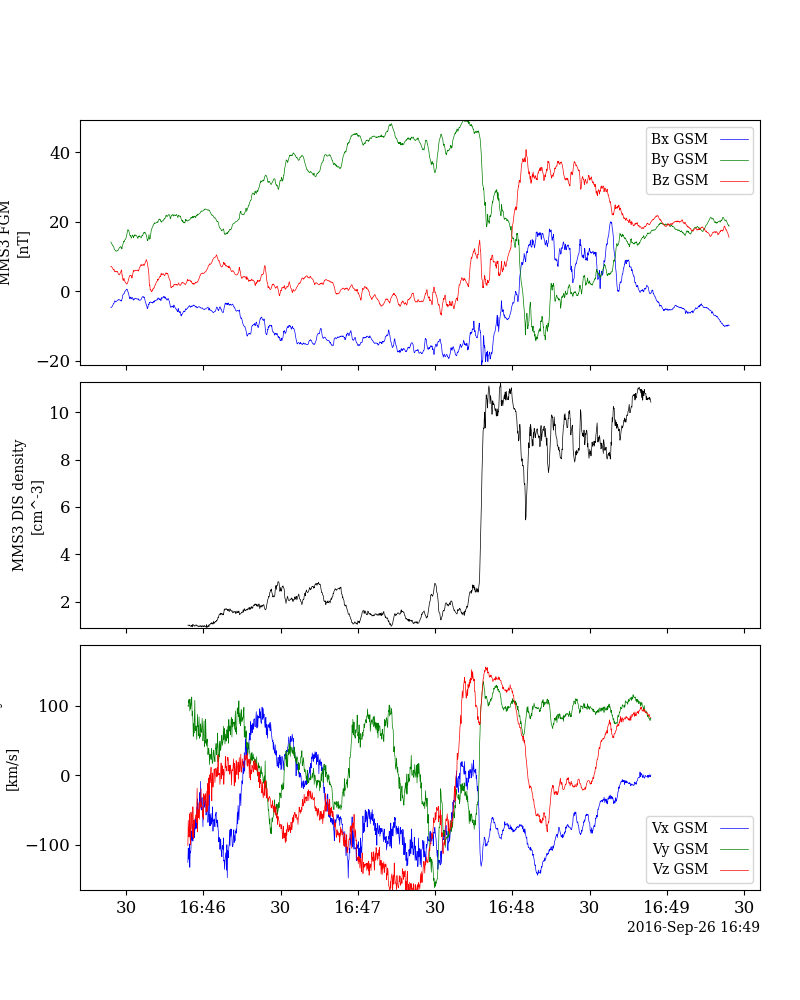 40
20
0
−20
MMS3 FGM
[nT]
Bx GSM
By GSM
Bz GSM
10
8
6
4
2
MMS3 DIS density
[cm^-3]
100
0
−100
[km/s]
Vx GSM
Vy GSM
Vz GSM
30 16:46 30 16:47 30 16:48 30 16:49 30
2016-Sep-26 16:49